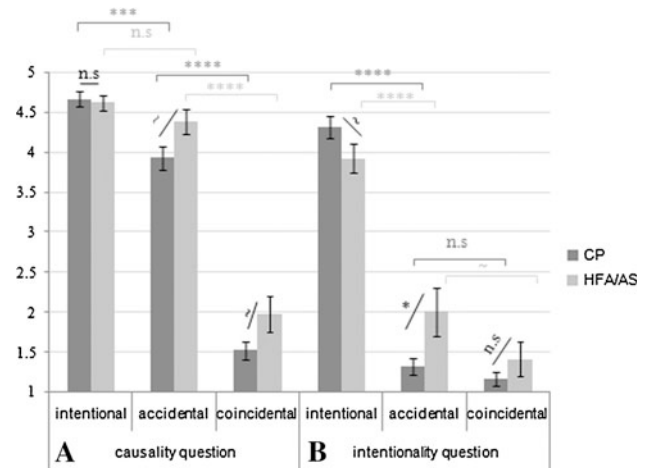 ***
n.s
****
****
****
****
n.s
n.s
~
~
~
*
n.s
~
5
4.5
4
3.5
3
2.5
2
1.5
1
CP
HFA/AS
intentional accidental coincidental intentional accidental coincidental
A causality question B intentionality question